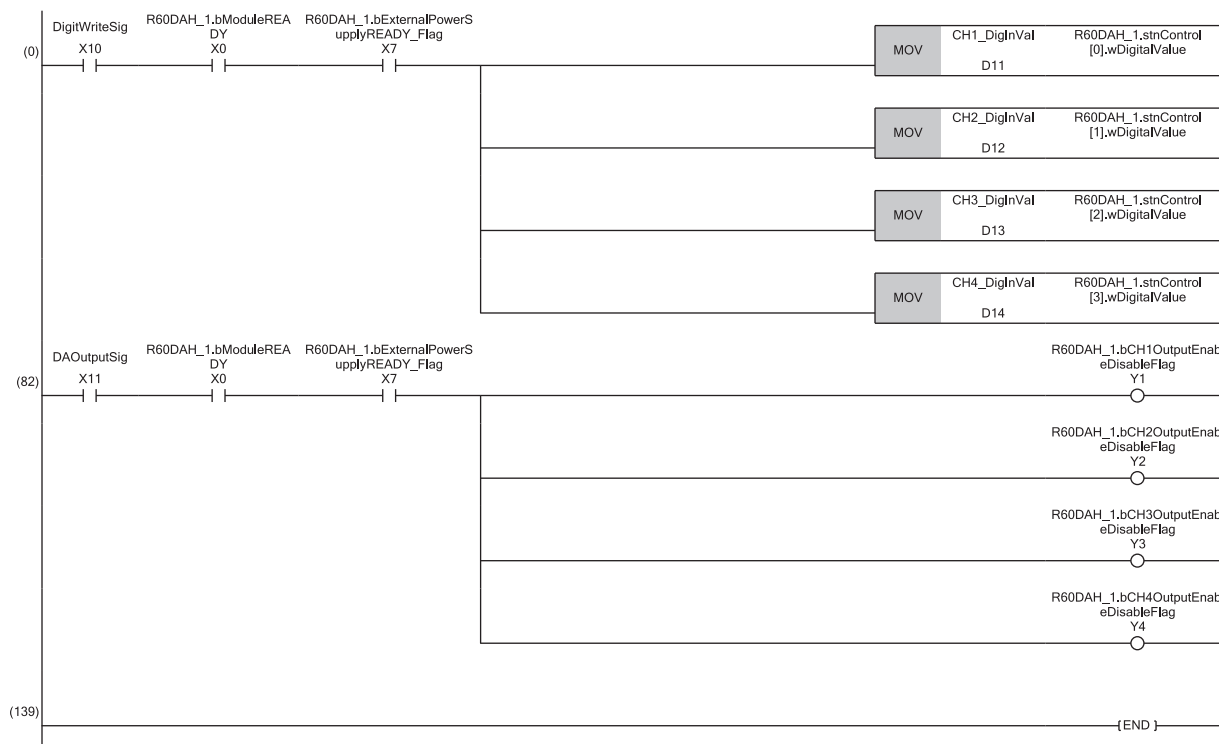 DigitWriteSig R60DAH_1.bModuleREA R60DAH_1.bExternalPowerS
DY upplyREADY_Flag
(0) X10 X0 X7
MOV CH1_DigInVal R60DAH_1.stnControl
[0].wDigitalValue
D11
MOV CH2_DigInVal R60DAH_1.stnControl
[1].wDigitalValue
D12
MOV CH3_DigInVal R60DAH_1.stnControl
[2].wDigitalValue
D13
MOV CH4_DigInVal R60DAH_1.stnControl
[3].wDigitalValue
D14
DAOutputSig R60DAH_1.bModuleREA R60DAH_1.bExternalPowerS
DY upplyREADY_Flag
(82) X11 X0 X7
R60DAH_1.bCH1OutputEnab
eDisableFlag
Y1
R60DAH_1.bCH2OutputEnab
eDisableFlag
Y2
R60DAH_1.bCH3OutputEnab
eDisableFlag
Y3
R60DAH_1.bCH4OutputEnab
eDisableFlag
Y4
(139)
[END]